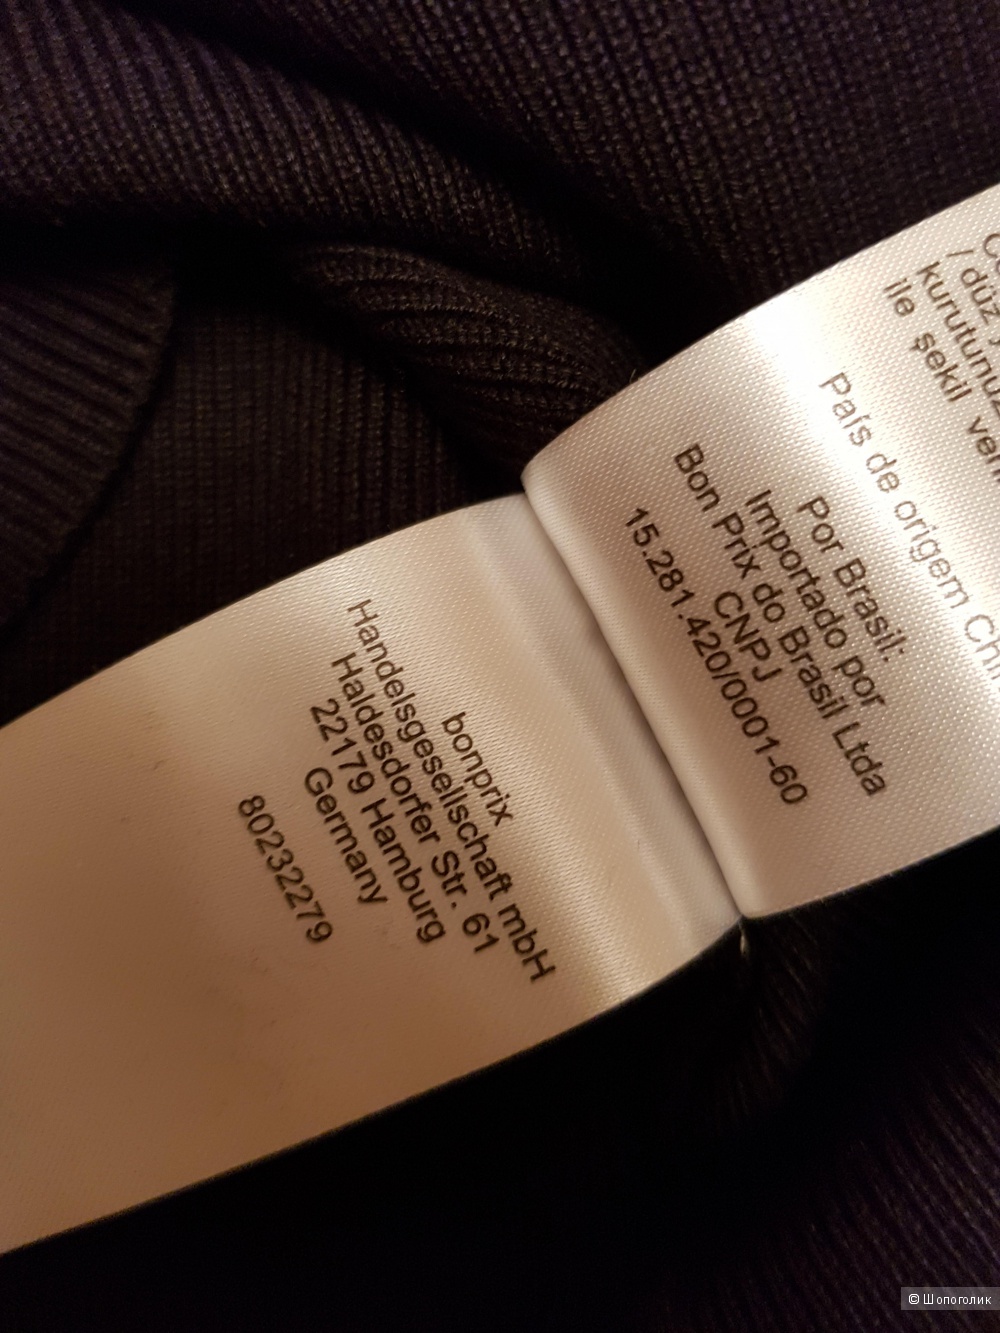 / düz
kurutunuz
ile şekil
País de origem
Por Brasil:
Importado por
Bon Prix do Brasil Ltda
CNPJ
15.281.420/0001-60
bonprix
Handelsgesellschaft mbH
Haldesdorfer Str. 61
22179 Hamburg
Germany
80232279
© Шопоголик